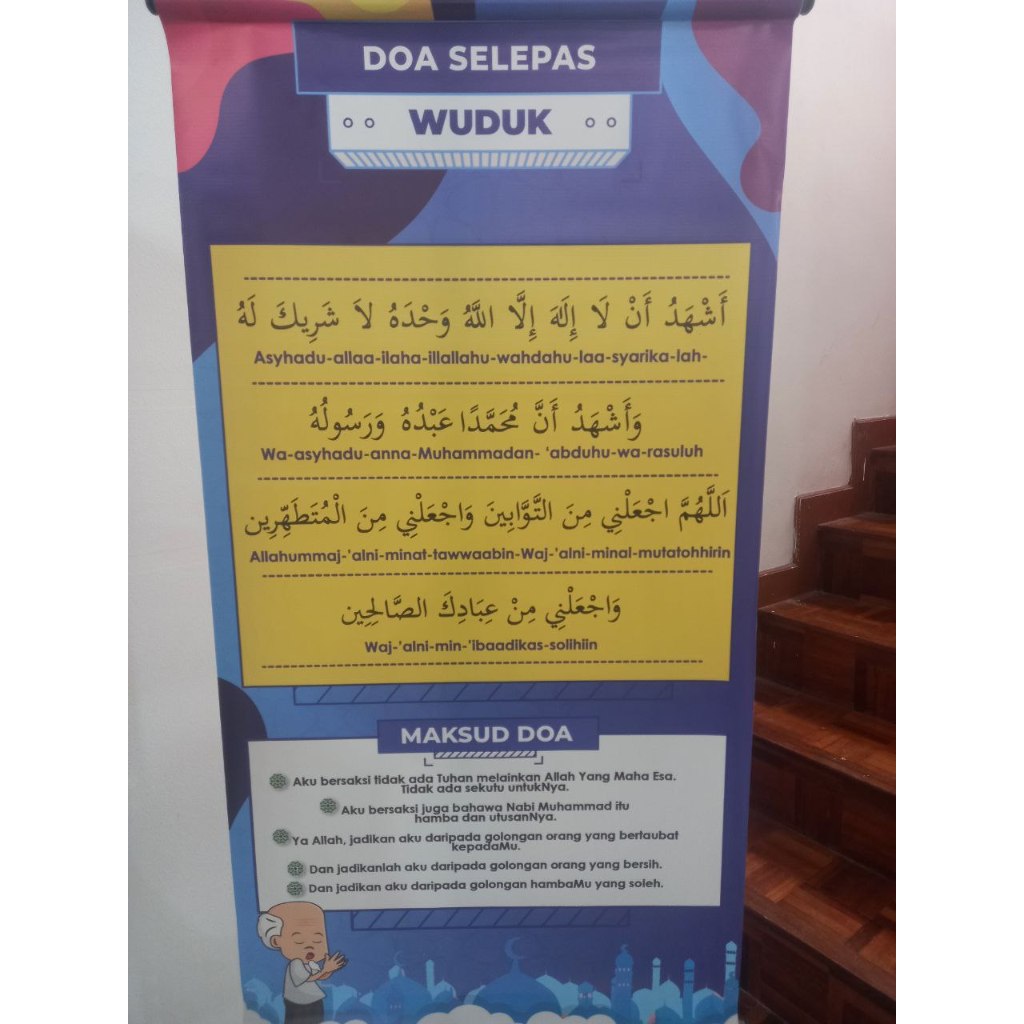 DOA SELEPAS
WUDUK
أَشْهَدُ أَنْ لَا إِلَهَ إِلَّا اللَّهُ وَحْدَهُ لاَ شَرِيكَ لَهُ
Asyhadu-allaa-ilaha-illallahu-wahdahu-laa-syarika-lah-
وَأَشْهَدُ أَنَّ مُحَمَّدًا عَبْدُهُ وَرَسُولُهُ
Wa-asyhadu-anna-Muhammadan- 'abduhu-wa-rasuluh
اَللَّهُمَّ اجْعَلْنِي مِنَ التَّوَّابِينَ وَاجْعَلْنِي مِنَ الْمُتَطَهِّرِين
Allahummaj-'alni-minat-tawwaabin-Waj-'alni-minal-mutatohhirin
وَاجْعَلْنِي مِنْ عِبَادِكَ الصَّالِحِين
Waj-'alni-min-'ibaadikas-solihiin
MAKSUD DOA
Aku bersaksi tidak ada Tuhan melainkan Allah Yang Maha Esa.
Tidak ada sekutu untukNya.
Aku bersaksi juga bahawa Nabi Muhammad itu
hamba dan utusanNya.
Ya Allah, jadikan aku daripada golongan orang yang bertaubat
kepadaMu.
Dan jadikanlah aku daripada golongan orang yang bersih.
Dan jadikan aku daripada golongan hambaMu yang soleh.